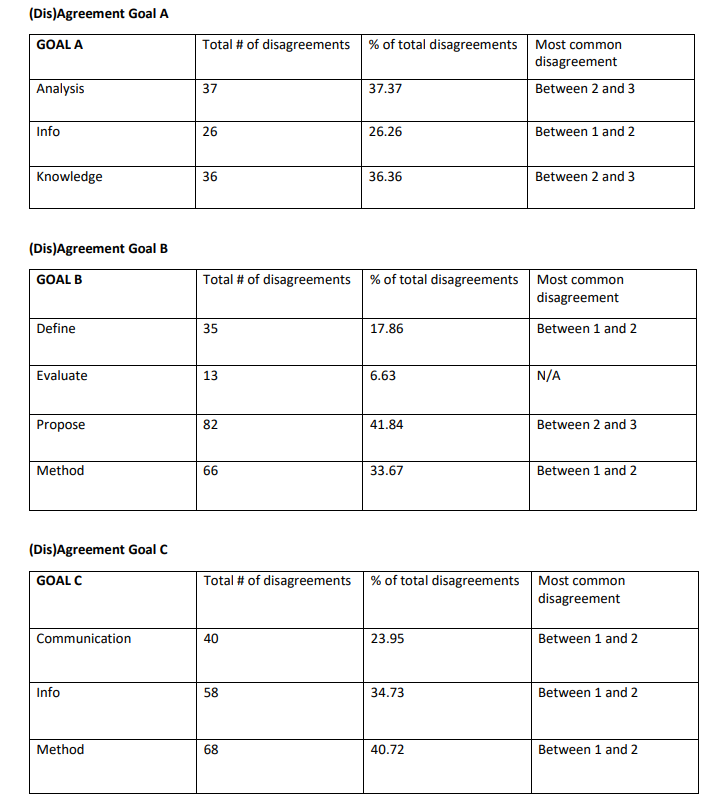 (Dis)Agreement Goal A
GOAL A Total # of disagreements % of total disagreements Most common
disagreement
Analysis 37 37.37 Between 2 and 3
Info 26 26.26 Between 1 and 2
Knowledge 36 36.36 Between 2 and 3
(Dis)Agreement Goal B
GOAL B Total # of disagreements % of total disagreements Most common
disagreement
Define 35 17.86 Between 1 and 2
Evaluate 13 6.63 N/A
Propose 82 41.84 Between 2 and 3
Method 66 33.67 Between 1 and 2
(Dis)Agreement Goal C
GOAL C Total # of disagreements % of total disagreements Most common
disagreement
Communication 40 23.95 Between 1 and 2
Info 58 34.73 Between 1 and 2
Method 68 40.72 Between 1 and 2